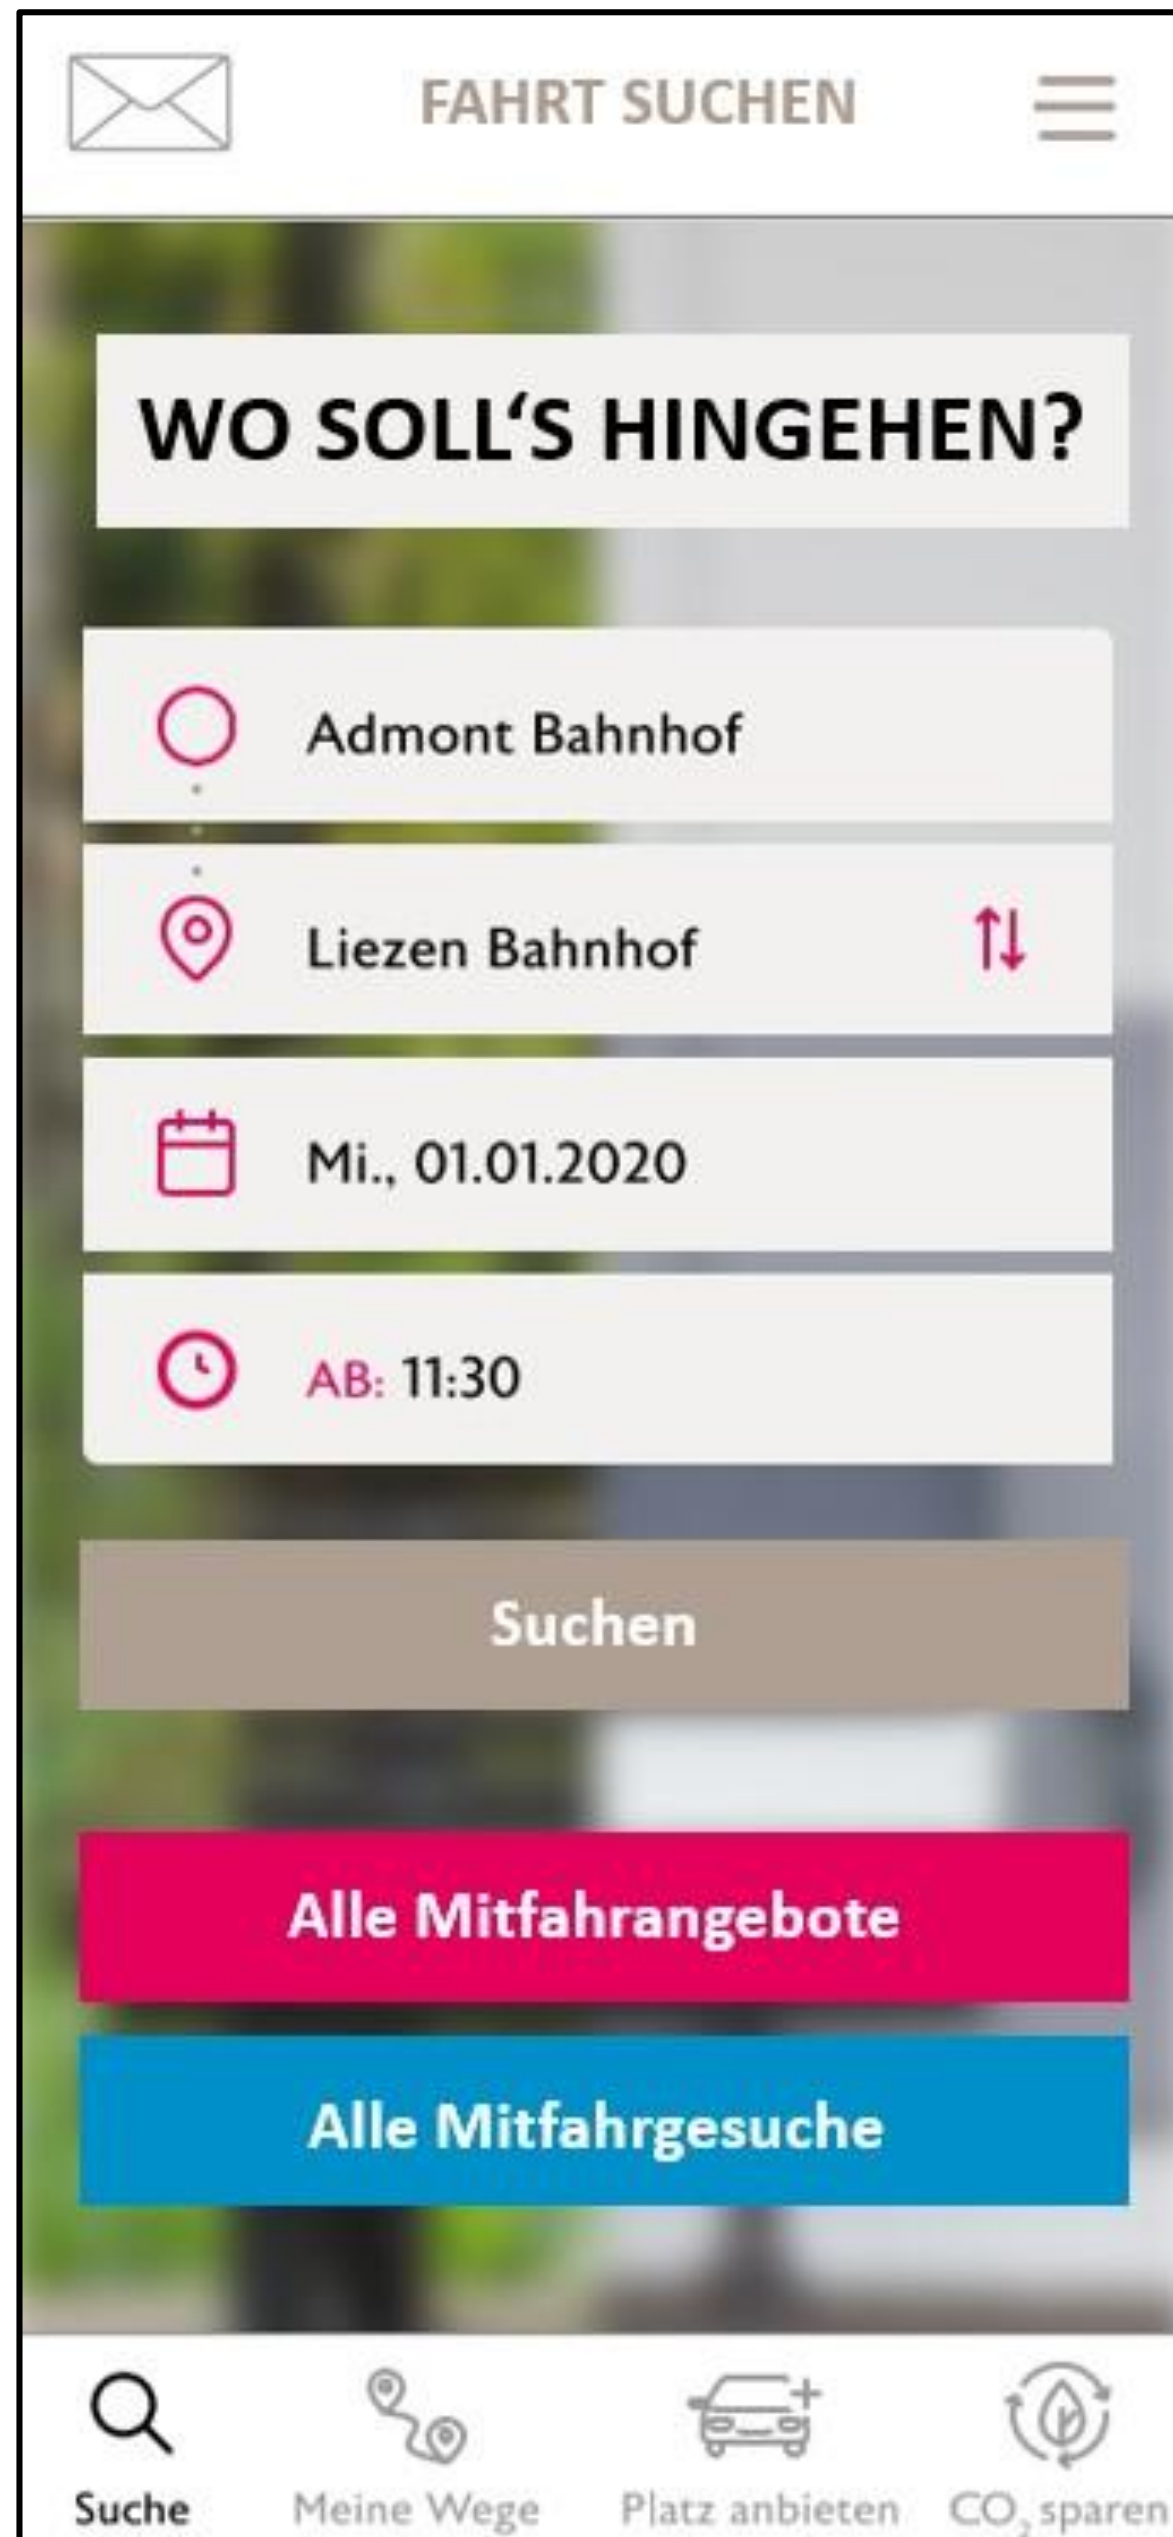 FAHRT SUCHEN
WO SOLL‘S HINGEHEN?
Admont Bahnhof
Liezen Bahnhof
Mi., 01.01.2020
AB: 11:30
Suchen
Alle Mitfahrangebote
Alle Mitfahrgesuche
Suche Meine Wege Platz anbieten CO₂ sparen